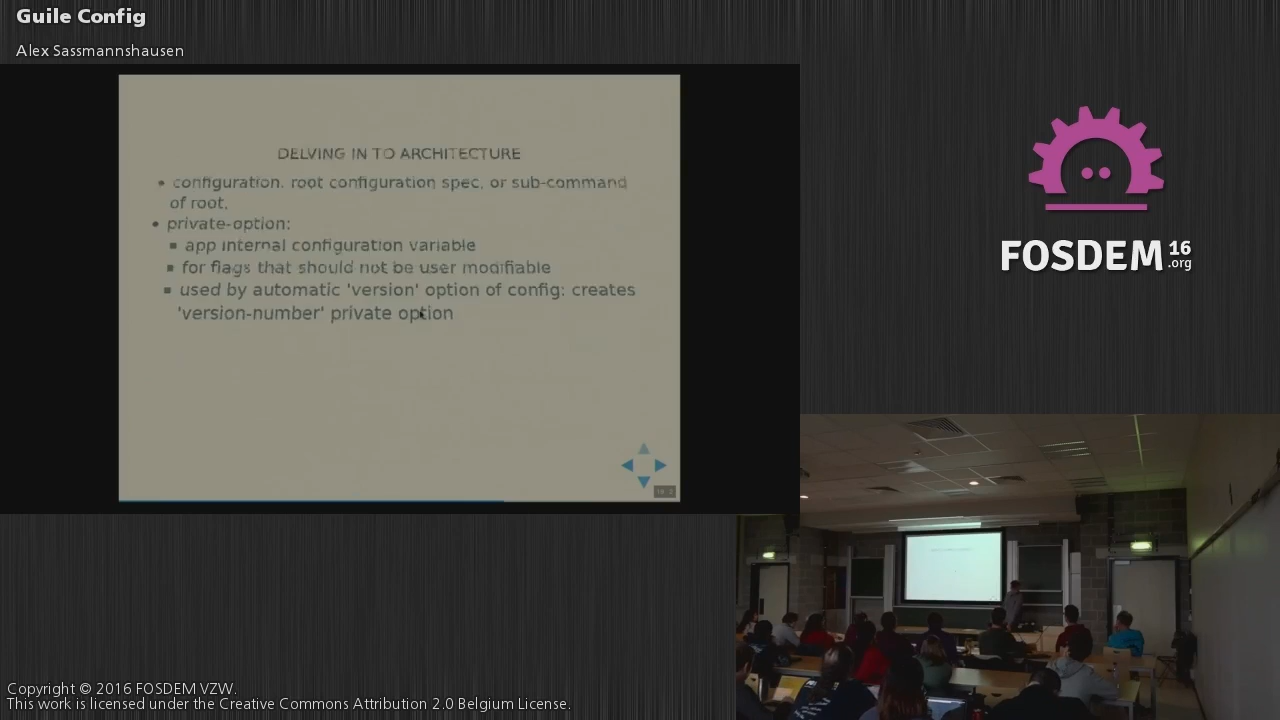 Guile Config
Alex Sassmannshausen
DELVING IN TO ARCHITECTURE
• configuration. root configuration spec, or sub-command
of root.
• private-option:
▪ app internal configuration variable
▪ for flags that should not be user modifiable
▪ used by automatic 'version' option of config: creates
'version-number' private option
FOSDEM 16
.org
Copyright © 2016 FOSDEM VZW.
This work is licensed under the Creative Commons Attribution 2.0 Belgium License.